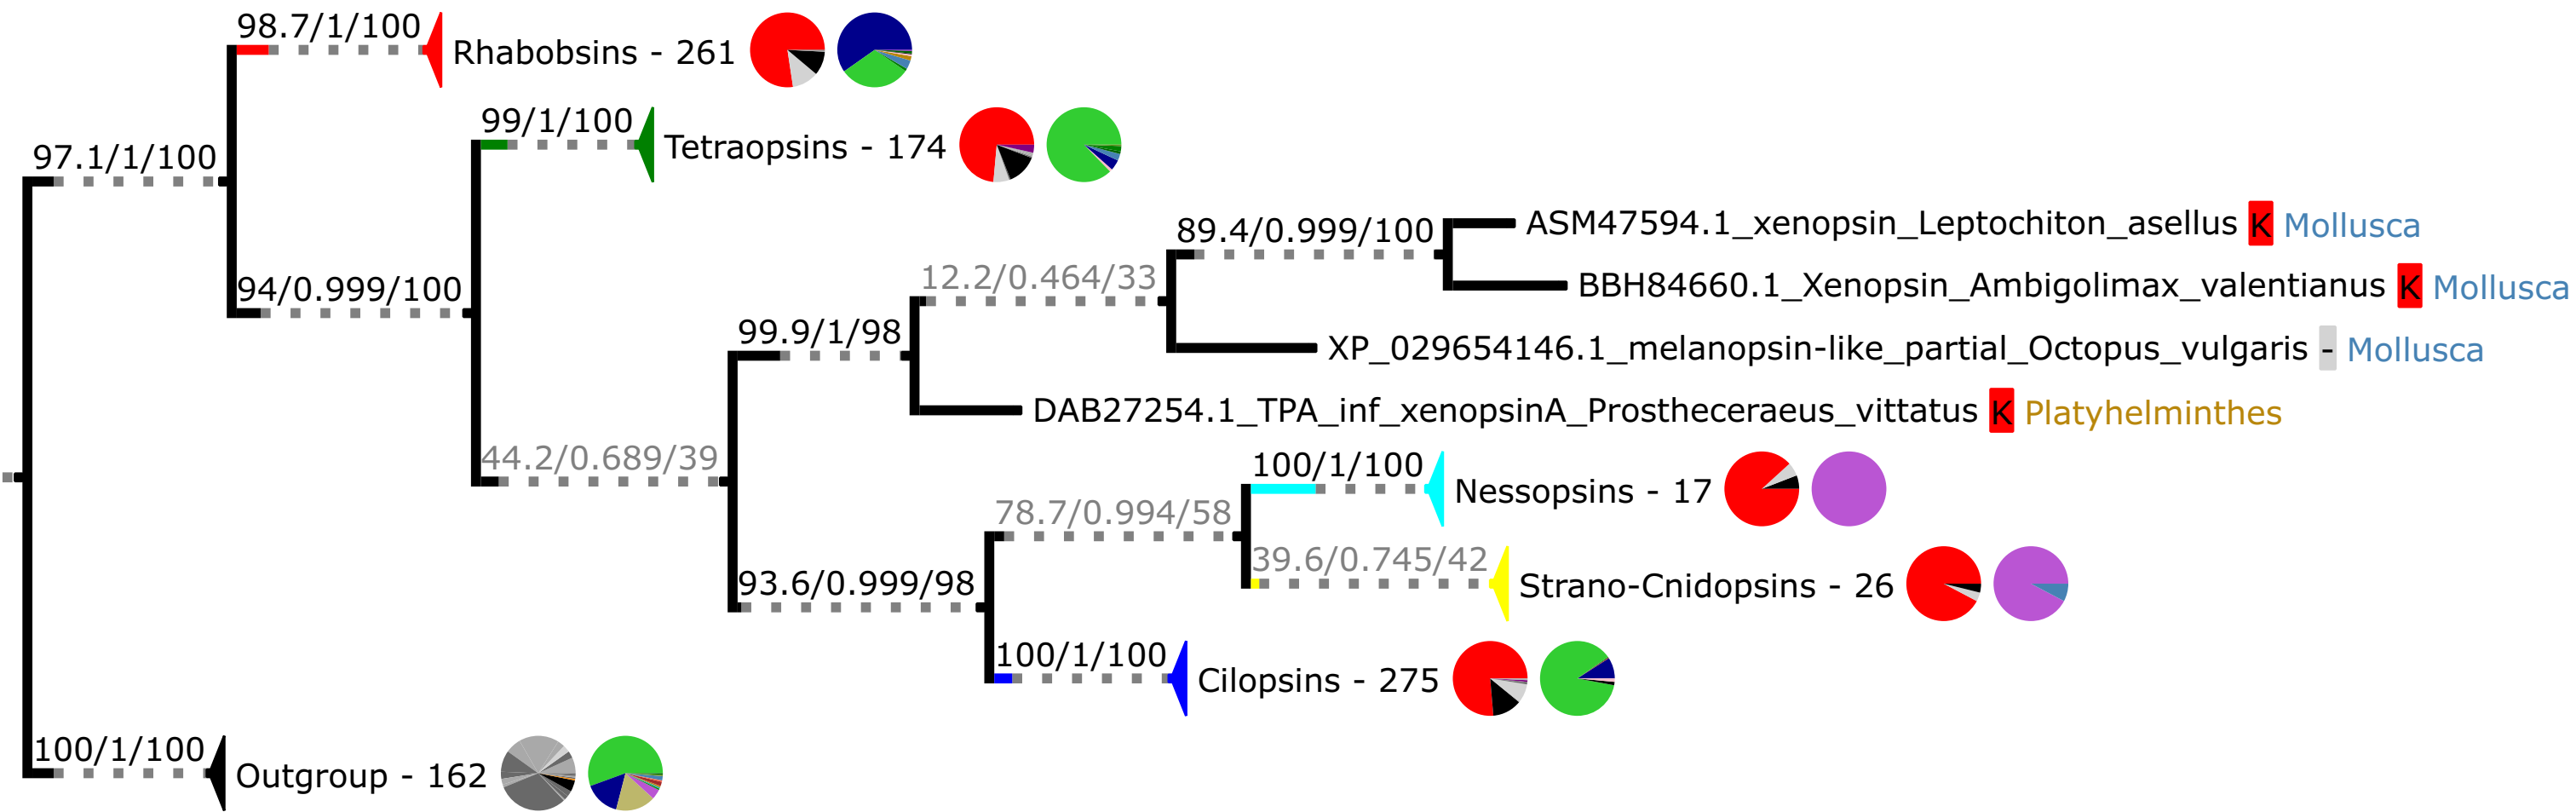 98.7/1/100
Rhabobsins - 261
99/1/100
Tetraopsins - 174
97.1/1/100
ASM47594.1_xenopsin_Leptochiton_asellus K Mollusca
89.4/0.999/100
BBH84660.1_Xenopsin_Ambigolimax_valentianus K Mollusca
94/0.999/100
12.2/0.464/33
99.9/1/98
XP_029654146.1_melanopsin-like_partial_Octopus_vulgaris - Mollusca
DAB27254.1_TPA_inf_xenopsinA_Prostheceraeus_vittatus K Platyhelminthes
44.2/0.689/39
100/1/100
Nessopsins - 17
78.7/0.994/58
39.6/0.745/42
Strano-Cnidopsins - 26
93.6/0.999/98
100/1/100
Cilopsins - 275
100/1/100
Outgroup - 162